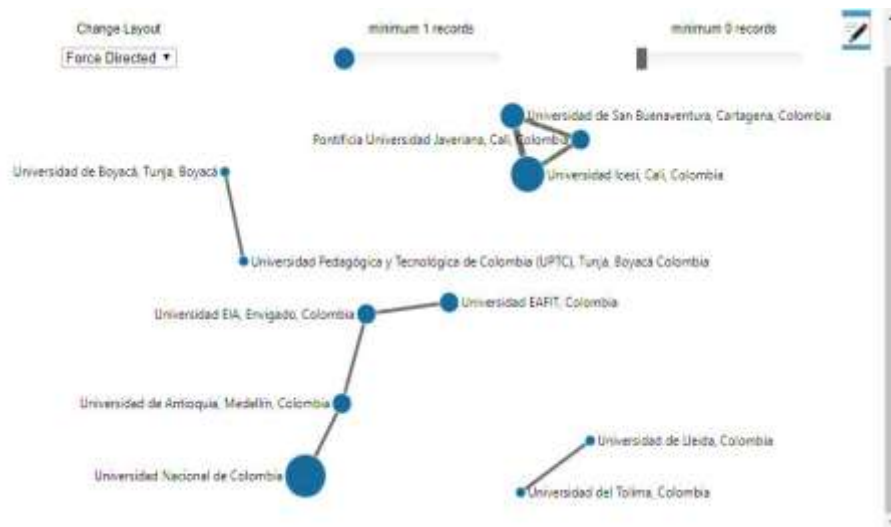 Change Layout
minimum 1 records
minimum 0 records
Force Directed
Universidad de San Buenaventura, Cartagena, Colombia
Pontificia Universidad Javeriana, Cali, Colombia
Universidad de Boyacá, Tunja, Boyacá
Universidad Icesi, Cali, Colombia
Universidad Pedagógica y Tecnológica de Colombia (UPTC), Tunja, Boyacá Colombia
Universidad EAFIT, Colombia
Universidad EIA, Envigado, Colombia
Universidad de Antioquia, Medellín, Colombia
Universidad de Lleida, Colombia
Universidad Nacional de Colombia
Universidad del Tolima, Colombia